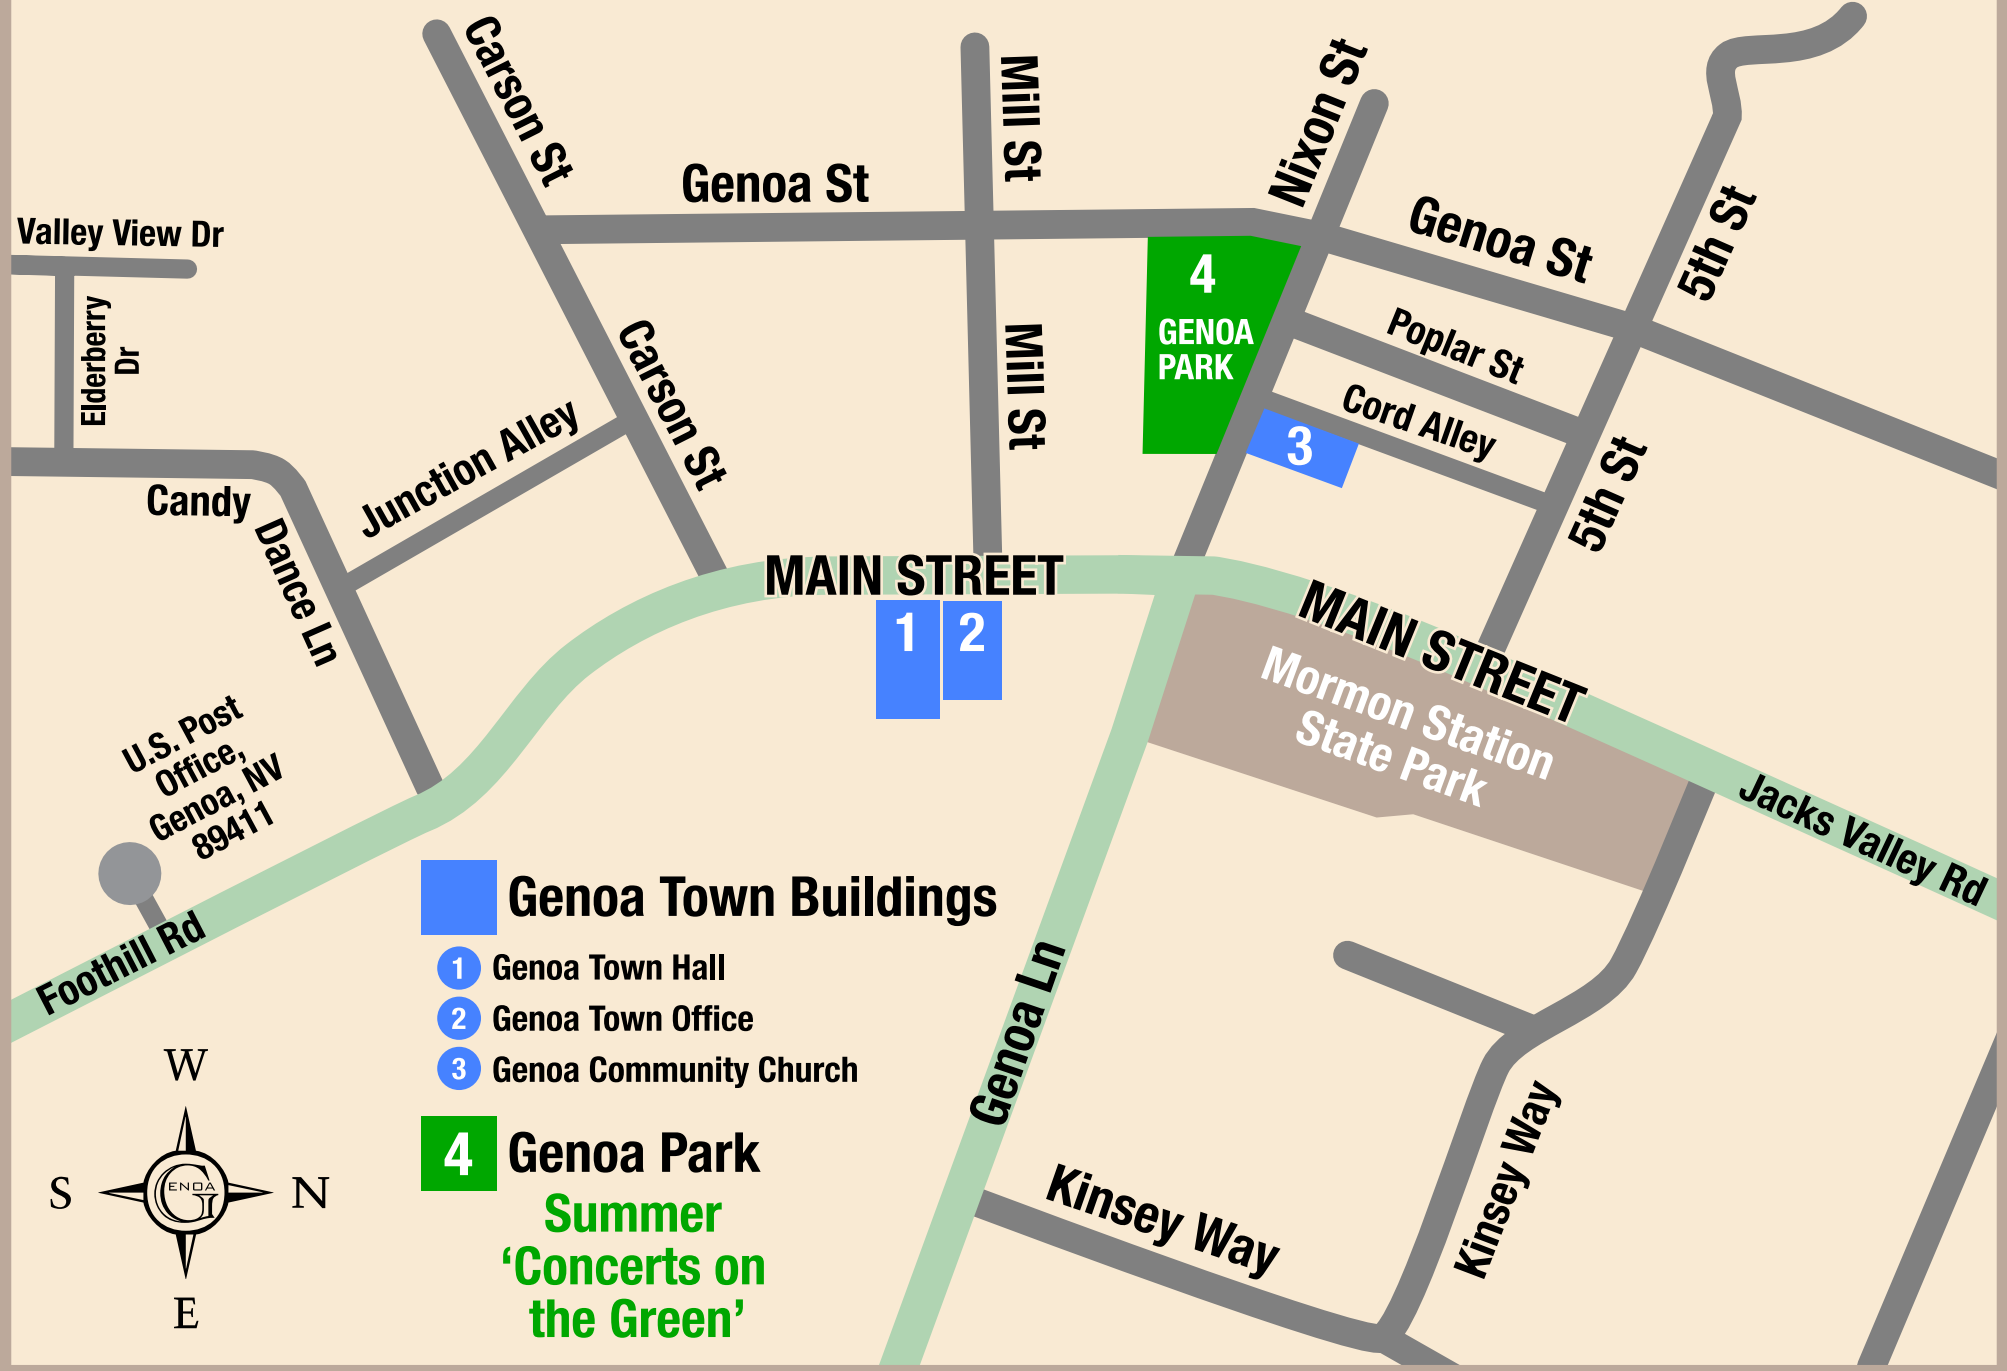 Carson St
Mill St
Nixon St
Genoa St
Genoa St
5th St
Valley View Dr
Elderberry
Dr
4
GENOA
PARK
Poplar St
Carson St
Mill St
Cord Alley
3
5th St
Junction Alley
Candy
Dance Ln
MAIN STREET
MAIN STREET
1
2
Mormon Station
State Park
Jacks Valley Rd
U.S. Post
Office,
Genoa, NV
89411
Foothill Rd
Genoa Ln
Genoa Town Buildings
1 Genoa Town Hall
2 Genoa Town Office
3 Genoa Community Church
4 Genoa Park
Summer
‘Concerts on
the Green’
Kinsey Way
Kinsey Way
W
S
GENOA
N
E